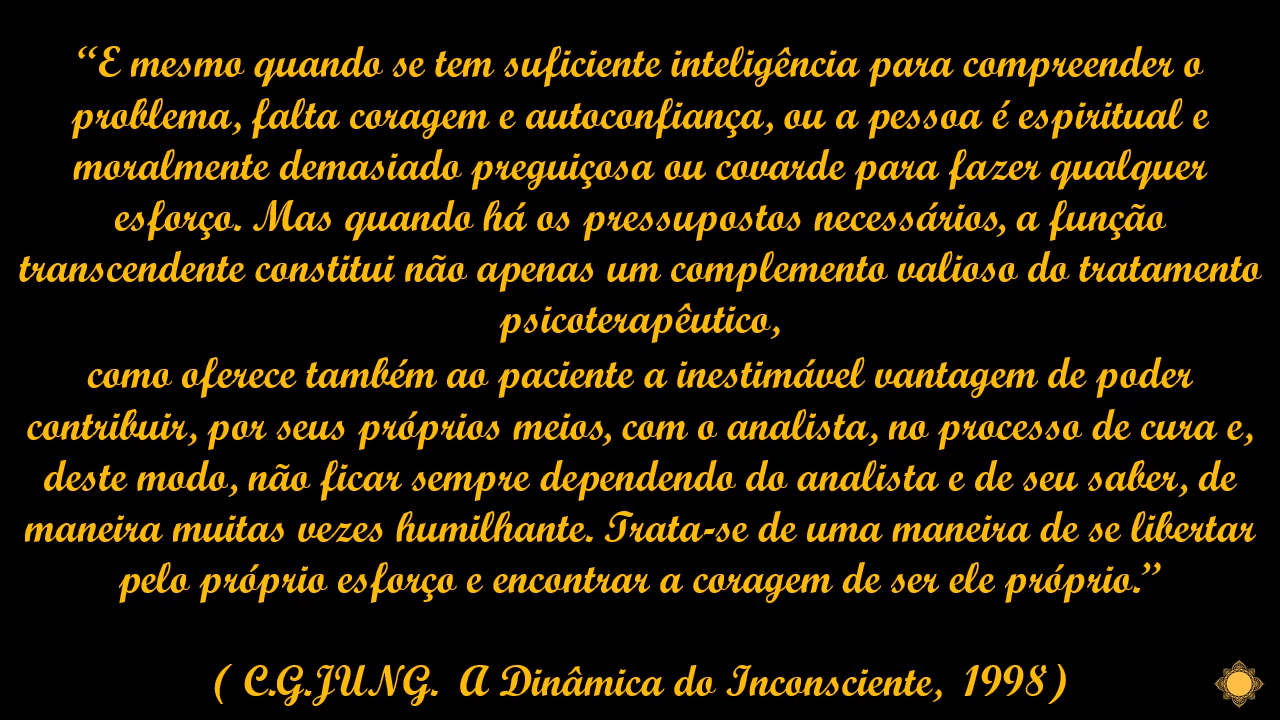 “E mesmo quando se tem suficiente inteligência para compreender o
problema, falta coragem e autoconfiança, ou a pessoa é espiritual e
moralmente demasiado preguiçosa ou covarde para fazer qualquer
esforço. Mas quando há os pressupostos necessários, a função
transcendente constitui não apenas um complemento valioso do tratamento
psicoterapêutico,
como oferece também ao paciente a inestimável vantagem de poder
contribuir, por seus próprios meios, com o analista, no processo de cura e,
deste modo, não ficar sempre dependendo do analista e de seu saber, de
maneira muitas vezes humilhante. Trata-se de uma maneira de se libertar
pelo próprio esforço e encontrar a coragem de ser ele próprio.”
( C.G.JUNG. A Dinâmica do Inconsciente, 1998)